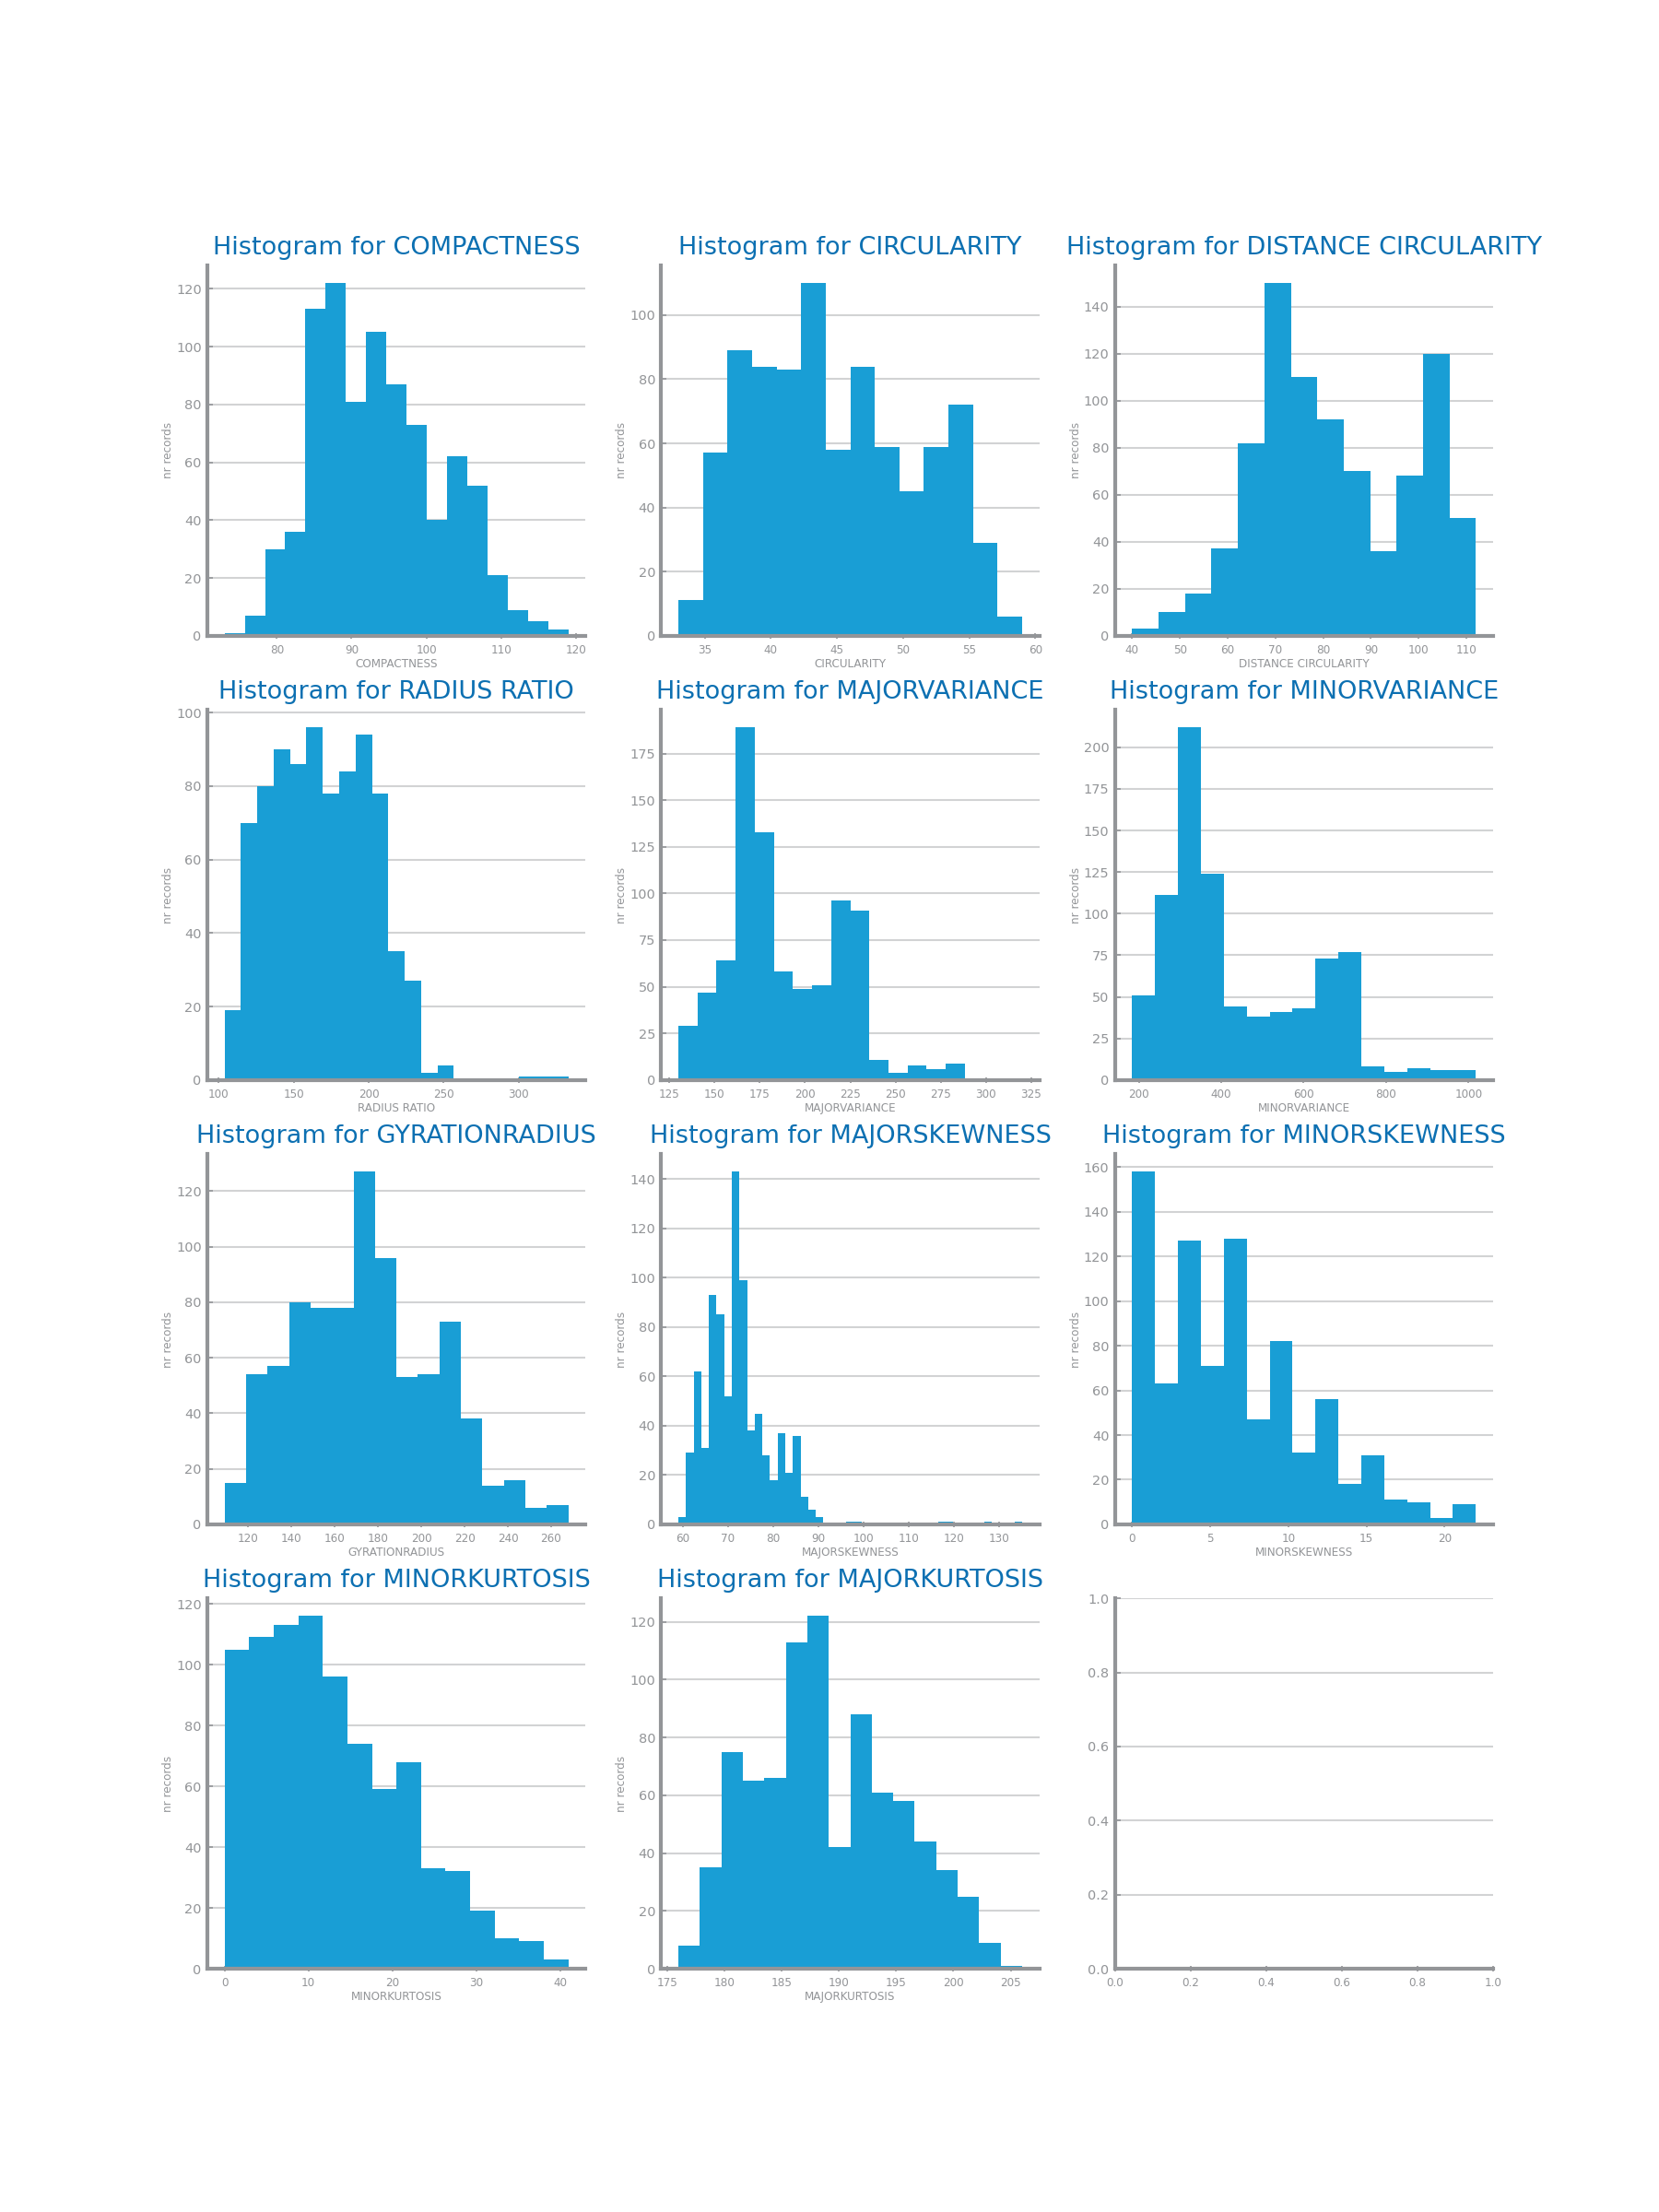 Histogram for COMPACTNESS
120
100
80
60
40
20
0
nr records
80 90 100 110 120
COMPACTNESS
Histogram for CIRCULARITY
100
80
60
40
20
0
nr records
35 40 45 50 55 60
CIRCULARITY
Histogram for DISTANCE CIRCULARITY
140
120
100
80
60
40
20
0
nr records
40 50 60 70 80 90 100 110
DISTANCE CIRCULARITY
Histogram for RADIUS RATIO
100
80
60
40
20
0
nr records
100 150 200 250 300
RADIUS RATIO
Histogram for MAJORVARIANCE
175
150
125
100
75
50
25
0
nr records
125 150 175 200 225 250 275 300 325
MAJORVARIANCE
Histogram for MINORVARIANCE
200
175
150
125
100
75
50
25
0
nr records
200 400 600 800 1000
MINORVARIANCE
Histogram for GYRATIONRADIUS
120
100
80
60
40
20
0
nr records
120 140 160 180 200 220 240 260
GYRATIONRADIUS
Histogram for MAJORSKEWNESS
140
120
100
80
60
40
20
0
nr records
60 70 80 90 100 110 120 130
MAJORSKEWNESS
Histogram for MINORSKEWNESS
160
140
120
100
80
60
40
20
0
nr records
0 5 10 15 20
MINORSKEWNESS
Histogram for MINORKURTOSIS
120
100
80
60
40
20
0
nr records
0 10 20 30 40
MINORKURTOSIS
Histogram for MAJORKURTOSIS
120
100
80
60
40
20
0
nr records
175 180 185 190 195 200 205
MAJORKURTOSIS
1.0
0.8
0.6
0.4
0.2
0.0
0.0 0.2 0.4 0.6 0.8 1.0